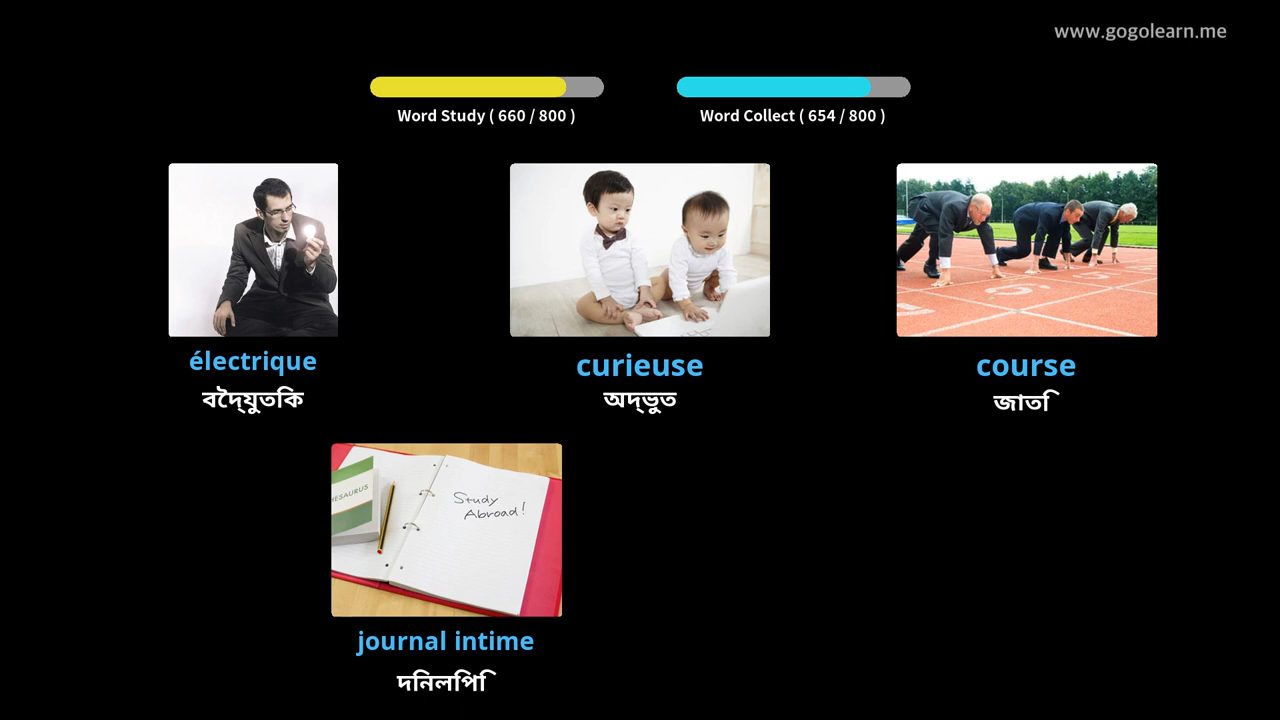 www.gogolearn.me
Word Study ( 660 / 800 )
Word Collect ( 654 / 800 )
électrique
curieuse
course
বৈদ্যুতিক
অদ্ভুত
জাতি
THESAURUS
Study
Abroad!
journal intime
দিনলিপি